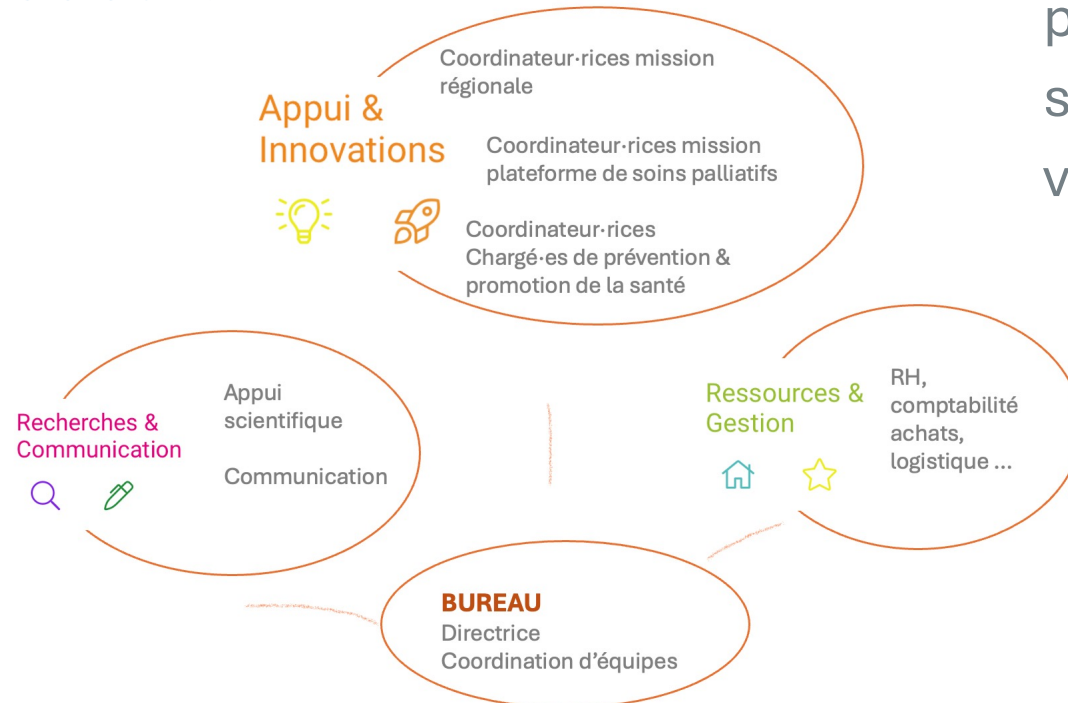 Coordinateur·rices mission
régionale
Appui &
Innovations
Coordinateur·rices mission
plateforme de soins palliatifs
Coordinateur·rices
Chargé·es de prévention &
promotion de la santé
Recherches &
Communication
Appui
scientifique
Communication
Ressources &
Gestion
RH,
comptabilité
achats,
logistique ...
BUREAU
Directrice
Coordination d’équipes